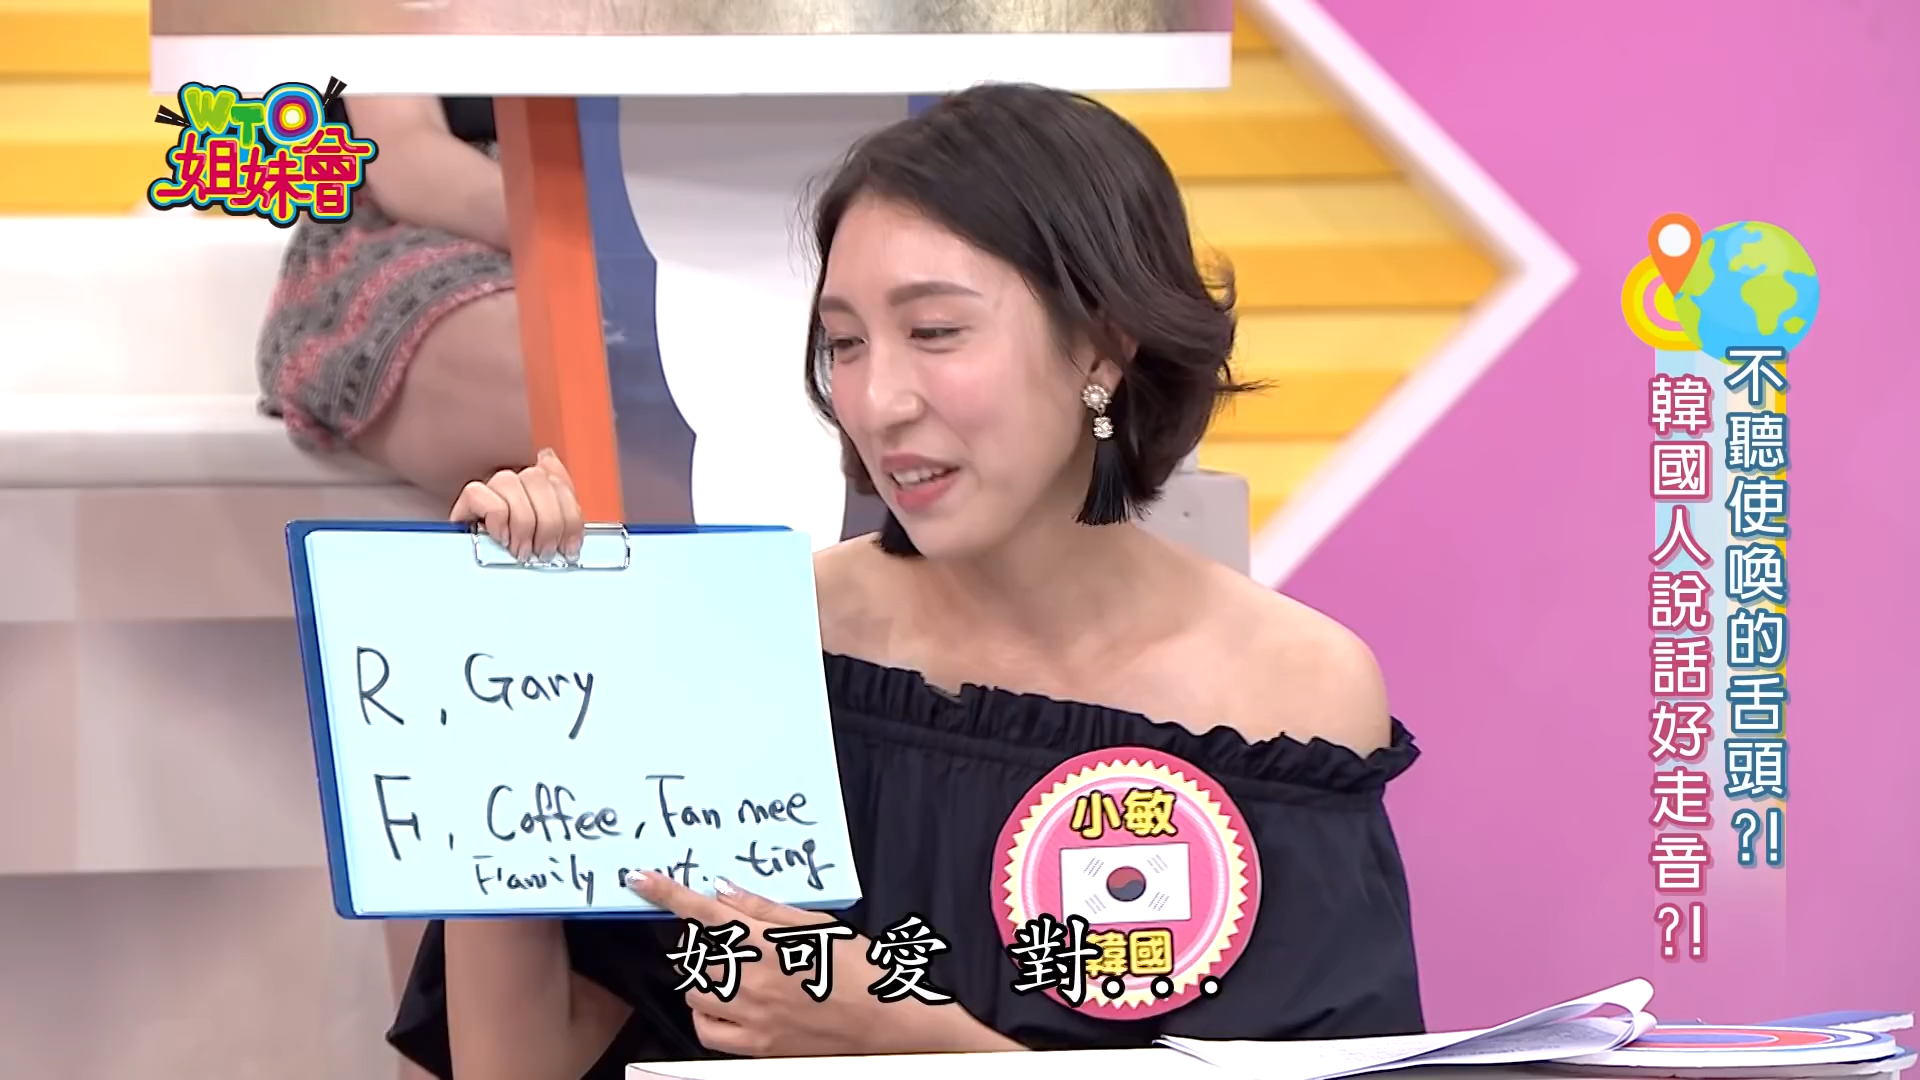 WTO
姐妹會
不聽使喚的舌頭?!
韓國人說話好走音?!
R, Gary
F, Coffee, Fan mee
ting
Family mart.
小敏
韓國
好可愛 對...